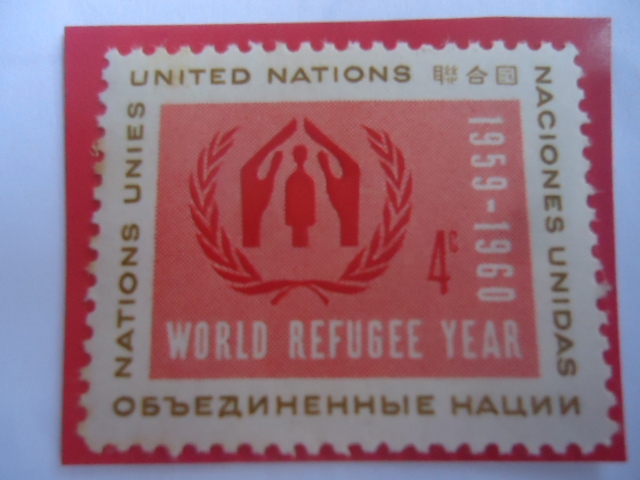 UNITED NATIONS 聯合國
NACIONES UNIDAS
NATIONS UNIES
1959-1960
4c
WORLD REFUGEE YEAR
ОБЪЕДИНЕННЫЕ НАЦИИ